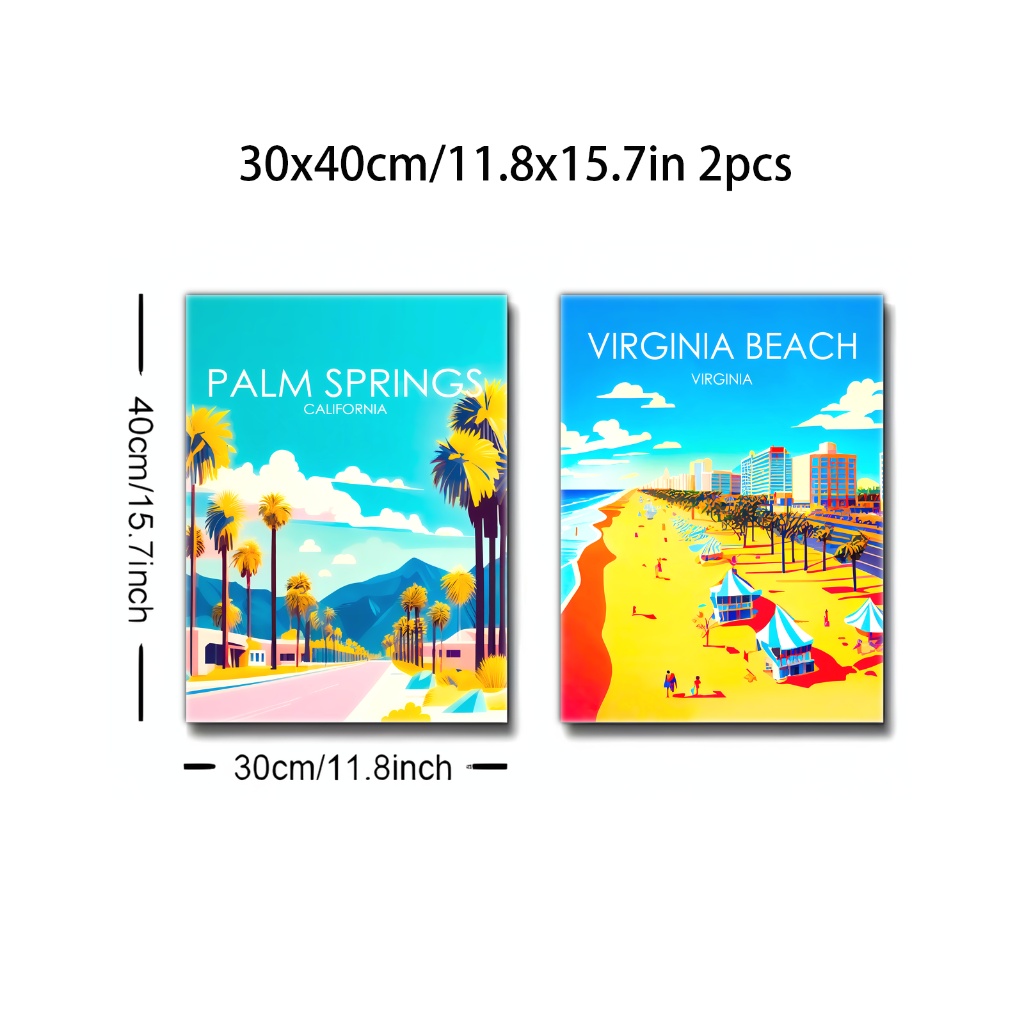 30x40cm/11.8x15.7in 2pcs
40cm/15.7inch
PALM SPRINGS
CALIFORNIA
VIRGINIA BEACH
VIRGINIA
30cm/11.8inch